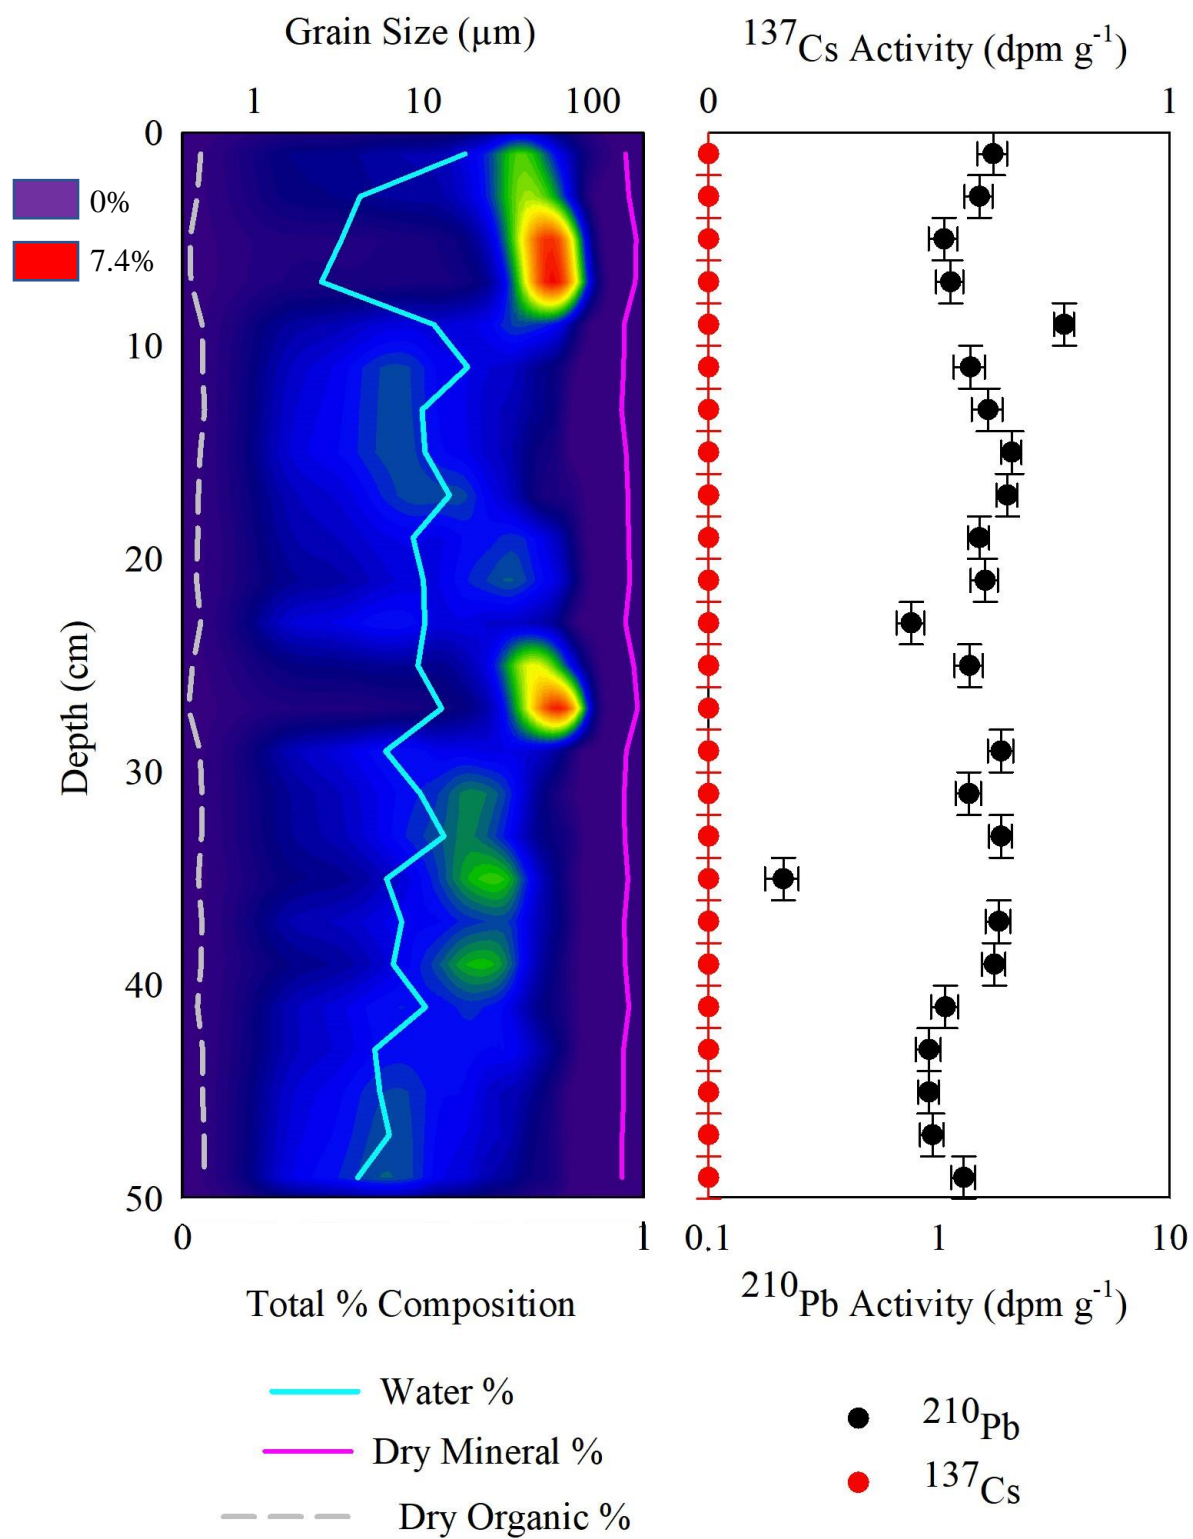 Grain Size (µm)
137Cs Activity (dpm g-1)
1 10 100
0 1
0%
7.4%
Depth (cm)
0
10
20
30
40
50
0 1
0.1 1 10
Total % Composition
210Pb Activity (dpm g-1)
Water %
Dry Mineral %
Dry Organic %
210Pb
137Cs